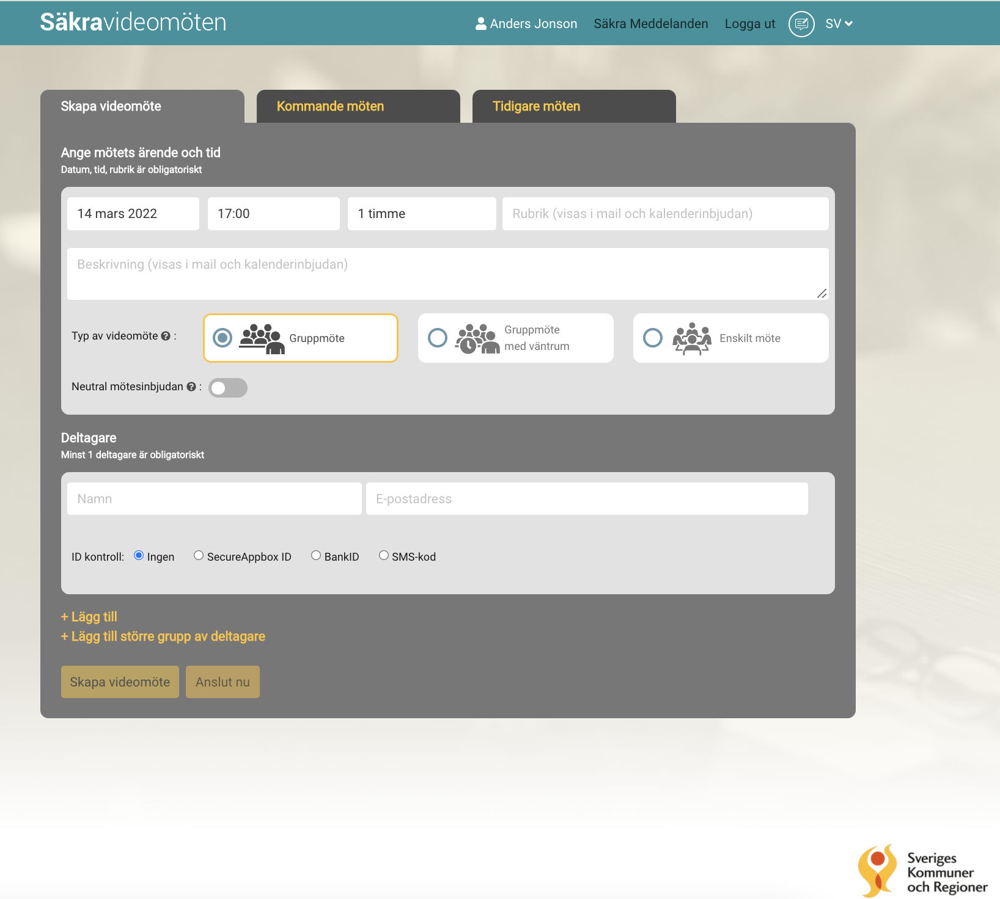 Säkravideomöten
Anders Jonson Säkra Meddelanden Logga ut SV
Skapa videomöte Kommande möten Tidigare möten
Ange mötets ärende och tid
Datum, tid, rubrik är obligatoriskt
14 mars 2022 17:00 1 timme Rubrik (visas i mail och kalenderinbjudan)
Beskrivning (visas i mail och kalenderinbjudan)
Typ av videomöte ? : Gruppmöte Gruppmöte med väntrum Enskilt möte
Neutral mötesinbjudan ? :
Deltagare
Minst 1 deltagare är obligatoriskt
Namn E-postadress
ID kontroll: Ingen SecureAppbox ID BankID SMS-kod
+ Lägg till
+ Lägg till större grupp av deltagare
Skapa videomöte Anslut nu
Sveriges
Kommuner
och Regioner